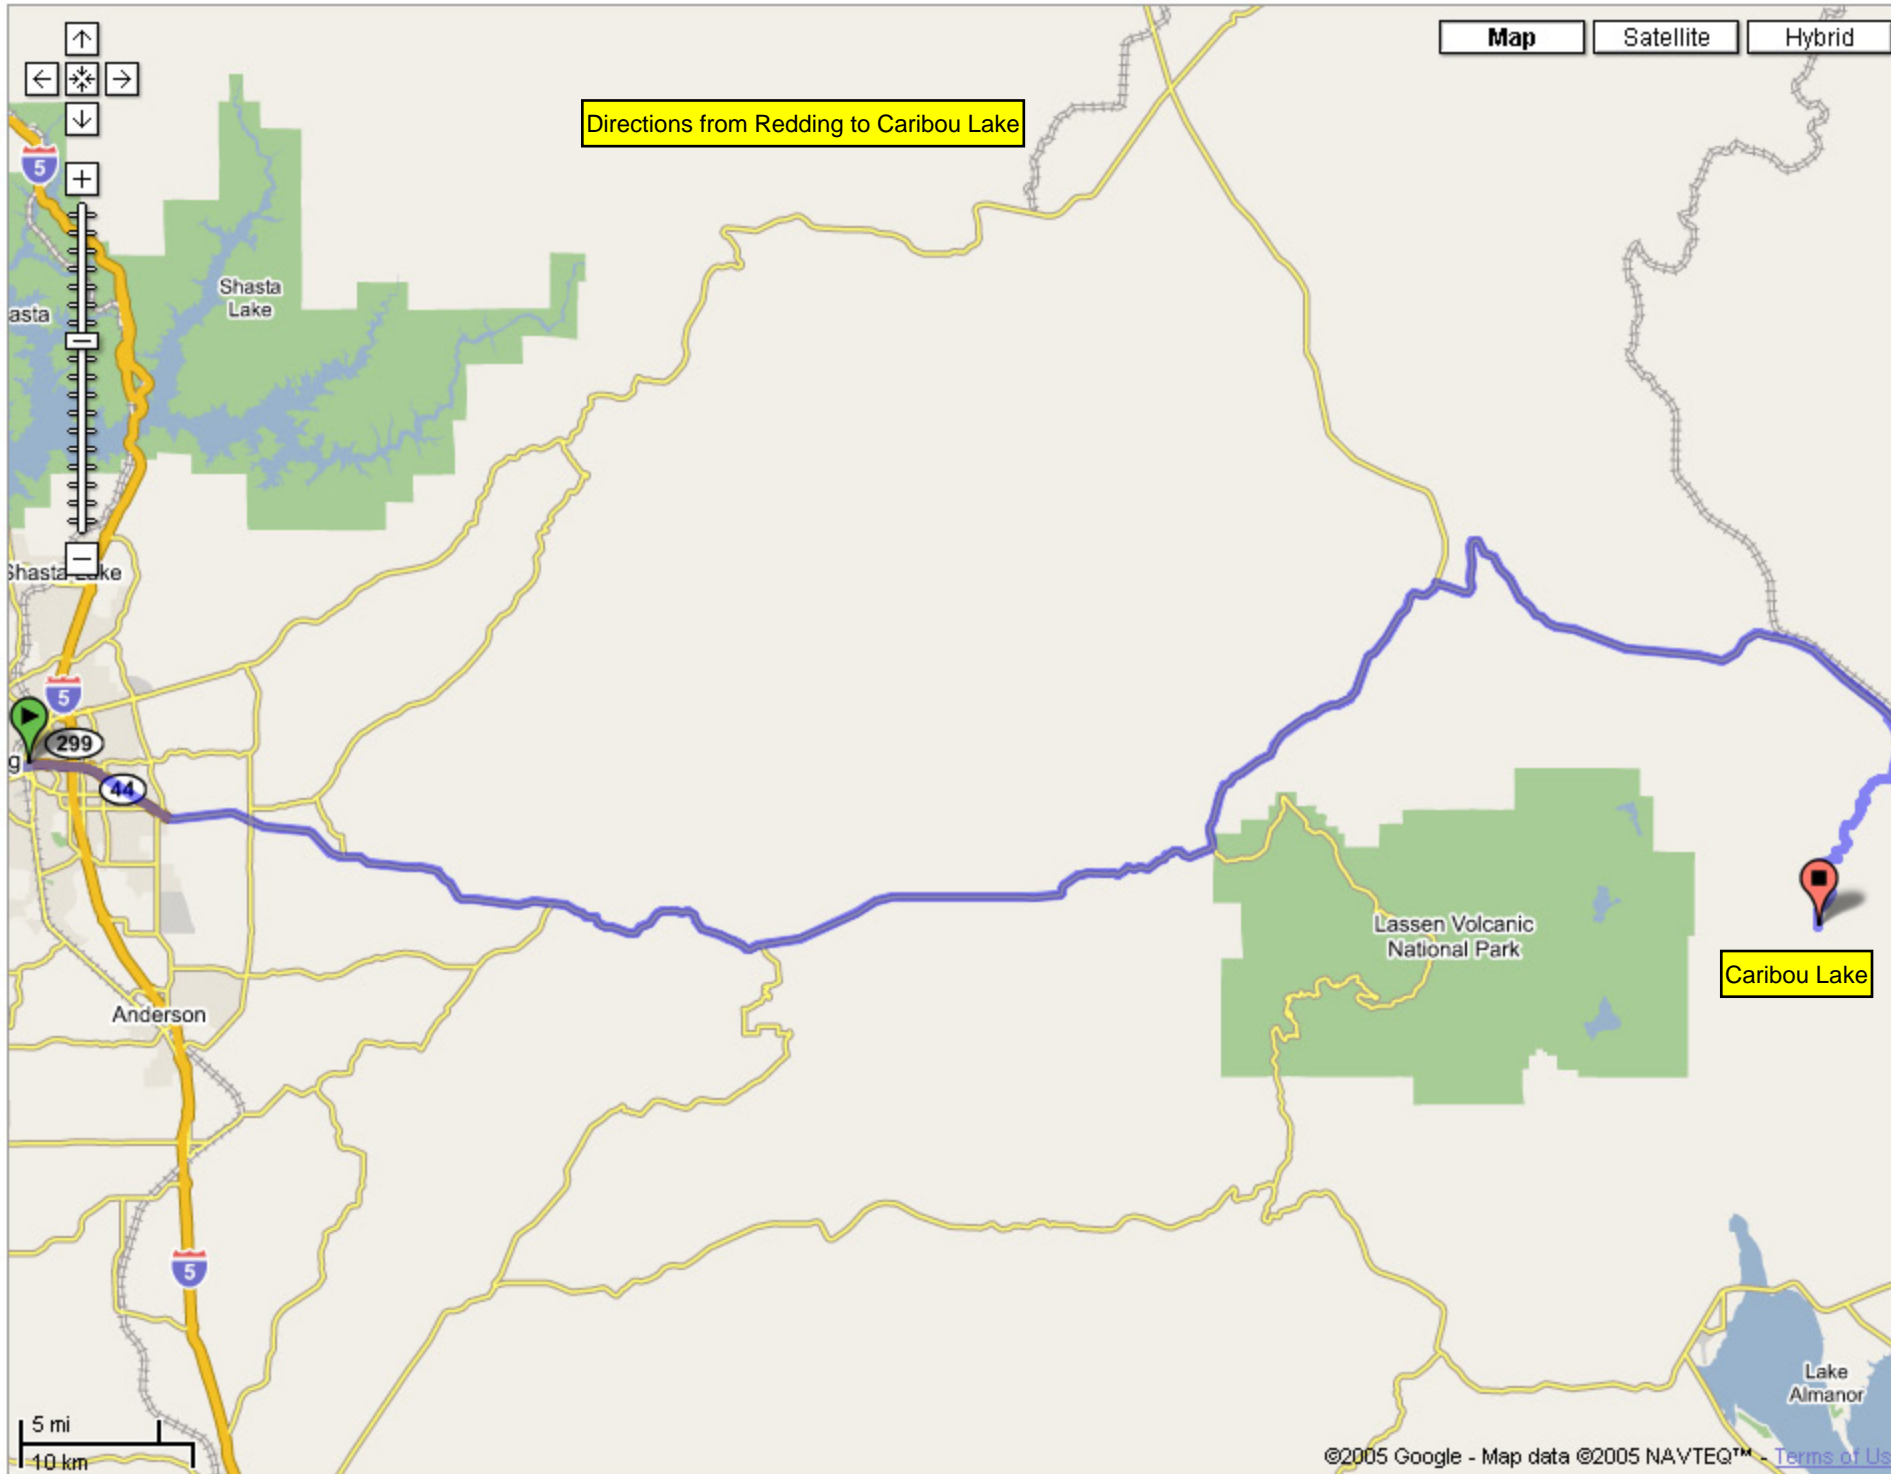 Map
Satellite
Hybrid
Directions from Redding to Caribou Lake
5
Shasta
Lake
asta
Shasta Lake
5
299
g
44
Lassen Volcanic
National Park
Caribou Lake
Anderson
5
Lake
Almanor
5 mi
10 km
©2005 Google - Map data ©2005 NAVTEQ™ - Terms of Us